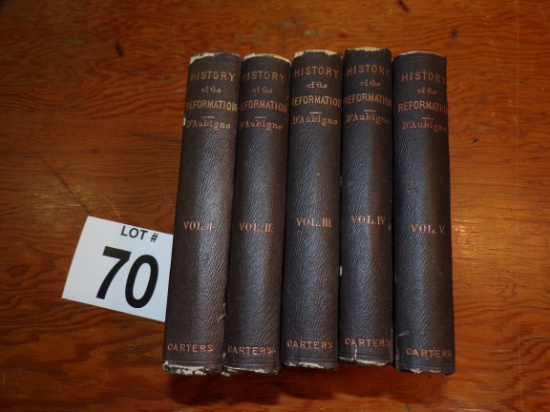 LOT #
70
HISTORY
of the
REFORMATION
D'Aubigne
VOL. I.
CARTERS
HISTORY
of the
REFORMATION
D'Aubigne
VOL. II.
CARTERS
HISTORY
of the
REFORMATION
D'Aubigne
VOL. III
CARTERS
HISTORY
of the
REFORMATION
D'Aubigne
VOL. IV
CARTERS
HISTORY
of the
REFORMATION
D'Aubigne
VOL. V.
CARTERS